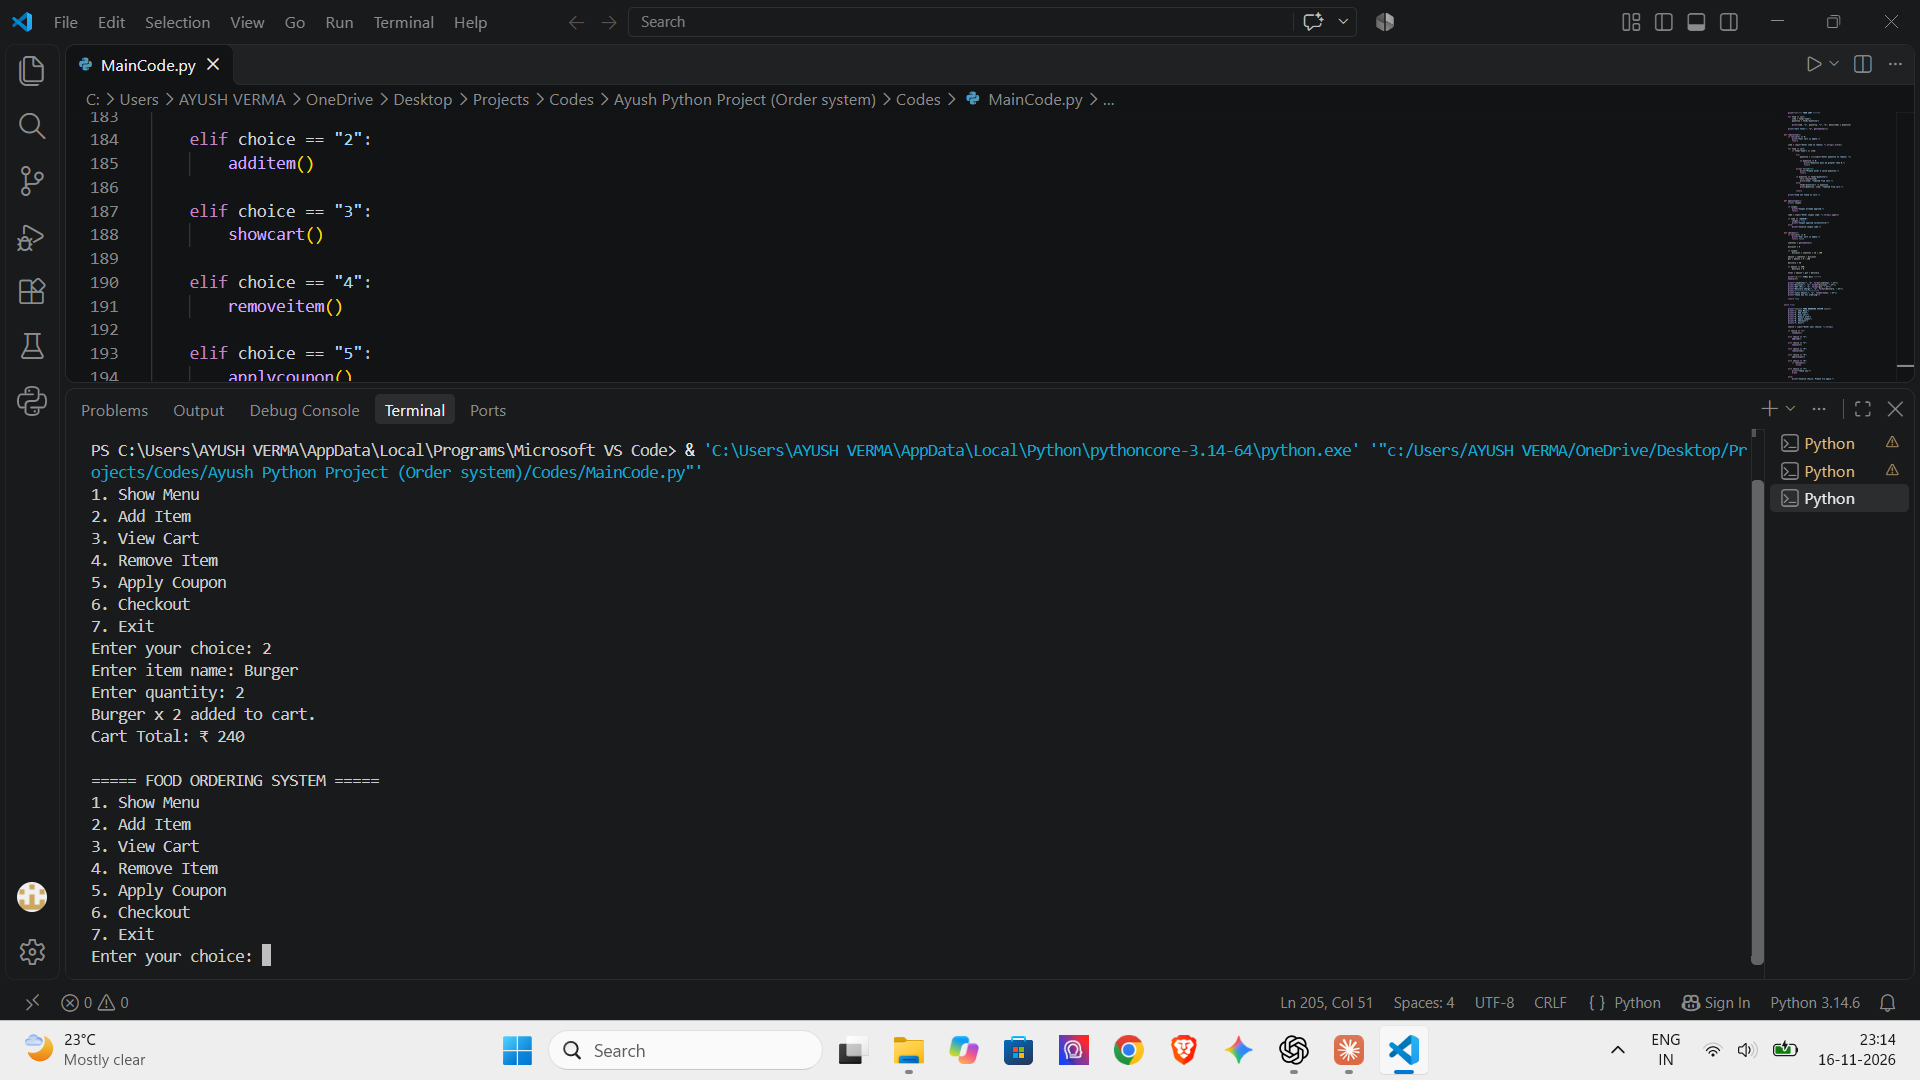 File Edit Selection View Go Run Terminal Help
Search
MainCode.py
C: > Users > AYUSH VERMA > OneDrive > Desktop > Projects > Codes > Ayush Python Project (Order system) > Codes > MainCode.py > ...
183
184 elif choice == "2":
185 additem()
186
187 elif choice == "3":
188 showcart()
189
190 elif choice == "4":
191 removeitem()
192
193 elif choice == "5":
194 applycoupon()
Problems Output Debug Console Terminal Ports
PS C:\Users\AYUSH VERMA\AppData\Local\Programs\Microsoft VS Code> & 'C:\Users\AYUSH VERMA\AppData\Local\Python\pythoncore-3.14-64\python.exe' '"c:/Users/AYUSH VERMA/OneDrive/Desktop/Pr
ojects/Codes/Ayush Python Project (Order system)/Codes/MainCode.py"'
1. Show Menu
2. Add Item
3. View Cart
4. Remove Item
5. Apply Coupon
6. Checkout
7. Exit
Enter your choice: 2
Enter item name: Burger
Enter quantity: 2
Burger x 2 added to cart.
Cart Total: ₹ 240
===== FOOD ORDERING SYSTEM =====
1. Show Menu
2. Add Item
3. View Cart
4. Remove Item
5. Apply Coupon
6. Checkout
7. Exit
Enter your choice:
Python
Python
Python
0 0
Ln 205, Col 51 Spaces: 4 UTF-8 CRLF { } Python Sign In Python 3.14.6
23°C
Mostly clear
Search
ENG
IN
23:14
16-11-2026